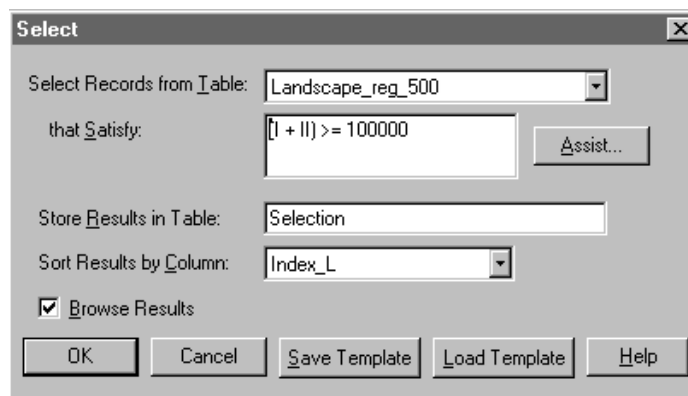 Select
Select Records from Table: Landscape_reg_500
that Satisfy: (I + II) >= 100000
Assist...
Store Results in Table: Selection
Sort Results by Column: Index_L
Browse Results
OK Cancel Save Template Load Template Help